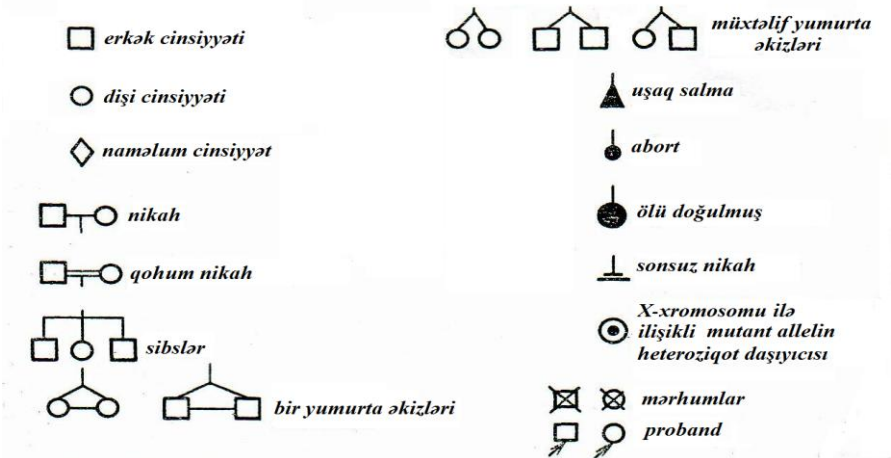 erkək cinsiyyəti
dişi cinsiyyəti
naməlum cinsiyyət
nikah
qohum nikah
sibslər
bir yumurta əkizləri
müxtəlif yumurta
əkizləri
uşaq salma
abort
ölü doğulmuş
sonsuz nikah
X-xromosomu ilə
ilişikli mutant allelin
heteroziqot daşıyıcısı
mərhumlar
proband